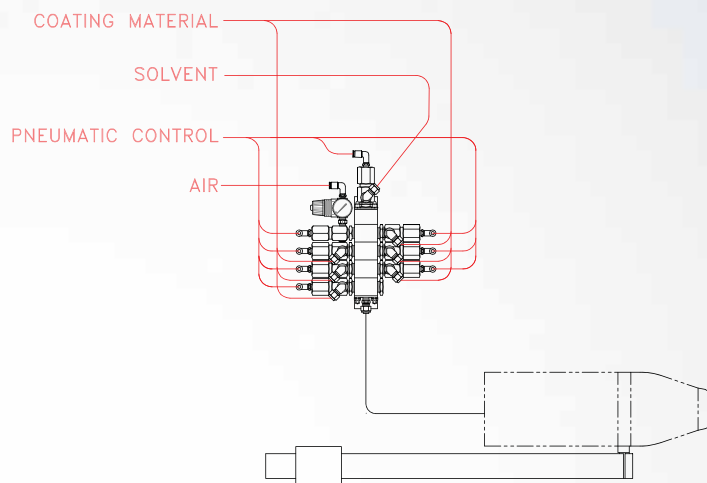 COATING MATERIAL
SOLVENT
PNEUMATIC CONTROL
AIR